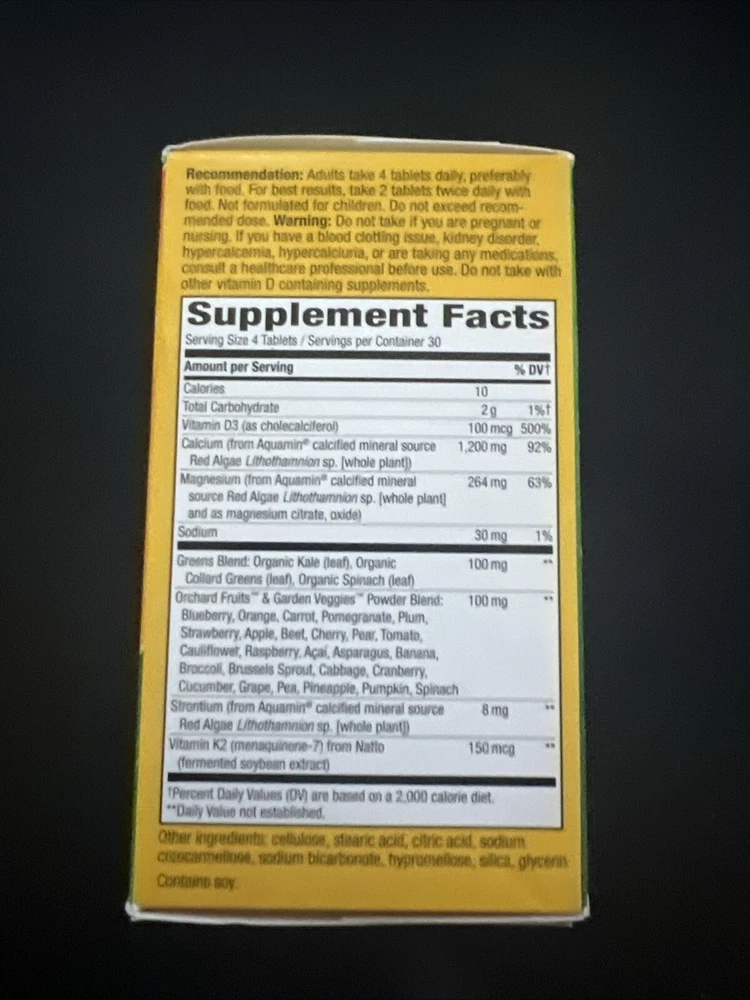 Recommendation: Adults take 4 tablets daily, preferably
with food. For best results, take 2 tablets twice daily with
food. Not formulated for children. Do not exceed recom-
mended dose. Warning: Do not take if you are pregnant or
nursing. If you have a blood clotting issue, kidney disorder,
hypercalcemia, hypercalciuria, or are taking any medications,
consult a healthcare professional before use. Do not take with
other vitamin D containing supplements.
Supplement Facts
Serving Size 4 Tablets / Servings per Container 30
Amount per Serving % DV†
Calories 10
Total Carbohydrate 2 g 1%†
Vitamin D3 (as cholecalciferol) 100 mcg 500%
Calcium (from Aquamin® calcified mineral source 1,200 mg 92%
Red Algae Lithothamnion sp. [whole plant])
Magnesium (from Aquamin® calcified mineral 264 mg 63%
source Red Algae Lithothamnion sp. [whole plant]
and as magnesium citrate, oxide)
Sodium 30 mg 1%
Greens Blend: Organic Kale (leaf), Organic 100 mg **
Collard Greens (leaf), Organic Spinach (leaf)
Orchard Fruits™ & Garden Veggies™ Powder Blend: 100 mg **
Blueberry, Orange, Carrot, Pomegranate, Plum,
Strawberry, Apple, Beet, Cherry, Pear, Tomato,
Cauliflower, Raspberry, Açai, Asparagus, Banana,
Broccoli, Brussels Sprout, Cabbage, Cranberry,
Cucumber, Grape, Pea, Pineapple, Pumpkin, Spinach
Strontium (from Aquamin® calcified mineral source 8 mg **
Red Algae Lithothamnion sp. [whole plant])
Vitamin K2 (menaquinone-7) from Natto 150 mcg **
(fermented soybean extract)
†Percent Daily Values (DV) are based on a 2,000 calorie diet.
**Daily Value not established.
Other ingredients: cellulose, stearic acid, citric acid, sodium
croscarmellose, sodium bicarbonate, hypromellose, silica, glycerin
Contains soy.